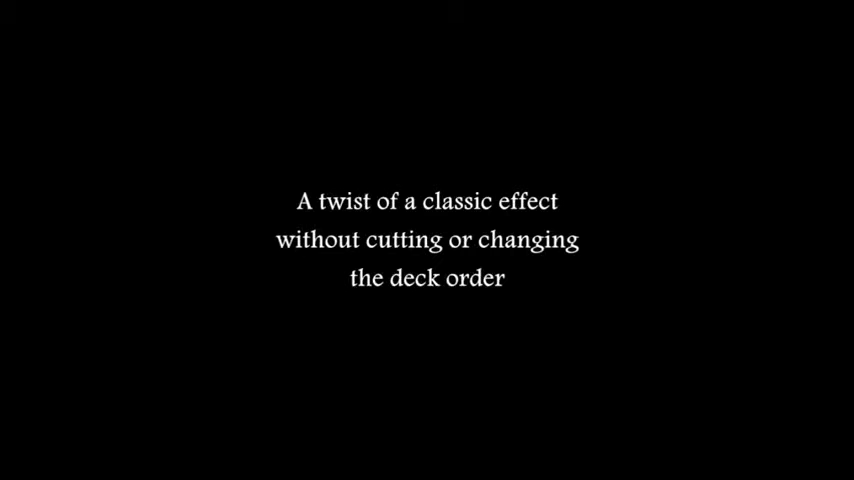 A twist of a classic effect
without cutting or changing
the deck order